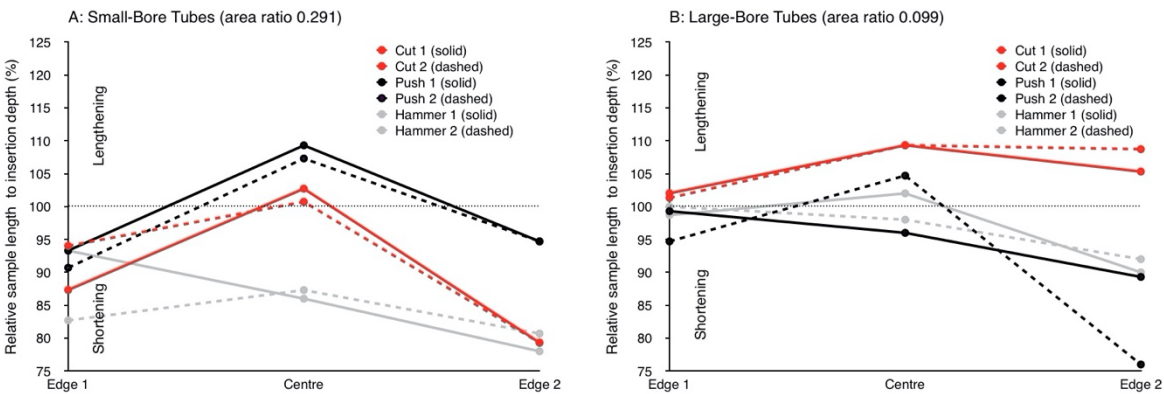 A: Small-Bore Tubes (area ratio 0.291)
Relative sample length to insertion depth (%)
125
120
115
110
105
100
95
90
85
80
75
Lengthening
Shortening
Cut 1 (solid)
Cut 2 (dashed)
Push 1 (solid)
Push 2 (dashed)
Hammer 1 (solid)
Hammer 2 (dashed)
Edge 1
Centre
Edge 2
B: Large-Bore Tubes (area ratio 0.099)
Relative sample length to insertion depth (%)
125
120
115
110
105
100
95
90
85
80
75
Lengthening
Shortening
Cut 1 (solid)
Cut 2 (dashed)
Push 1 (solid)
Push 2 (dashed)
Hammer 1 (solid)
Hammer 2 (dashed)
Edge 1
Centre
Edge 2